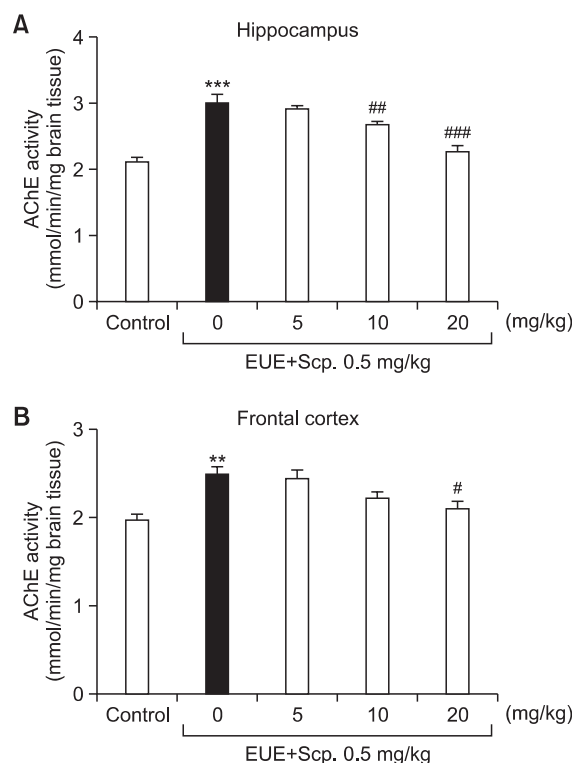 A
Hippocampus
AChE activity
(mmol/min/mg brain tissue)
4
3
2
1
0
***
##
###
Control 0 5 10 20 (mg/kg)
EUE+Scp. 0.5 mg/kg
B
Frontal cortex
AChE activity
(mmol/min/mg brain tissue)
3
2
1
0
**
#
Control 0 5 10 20 (mg/kg)
EUE+Scp. 0.5 mg/kg